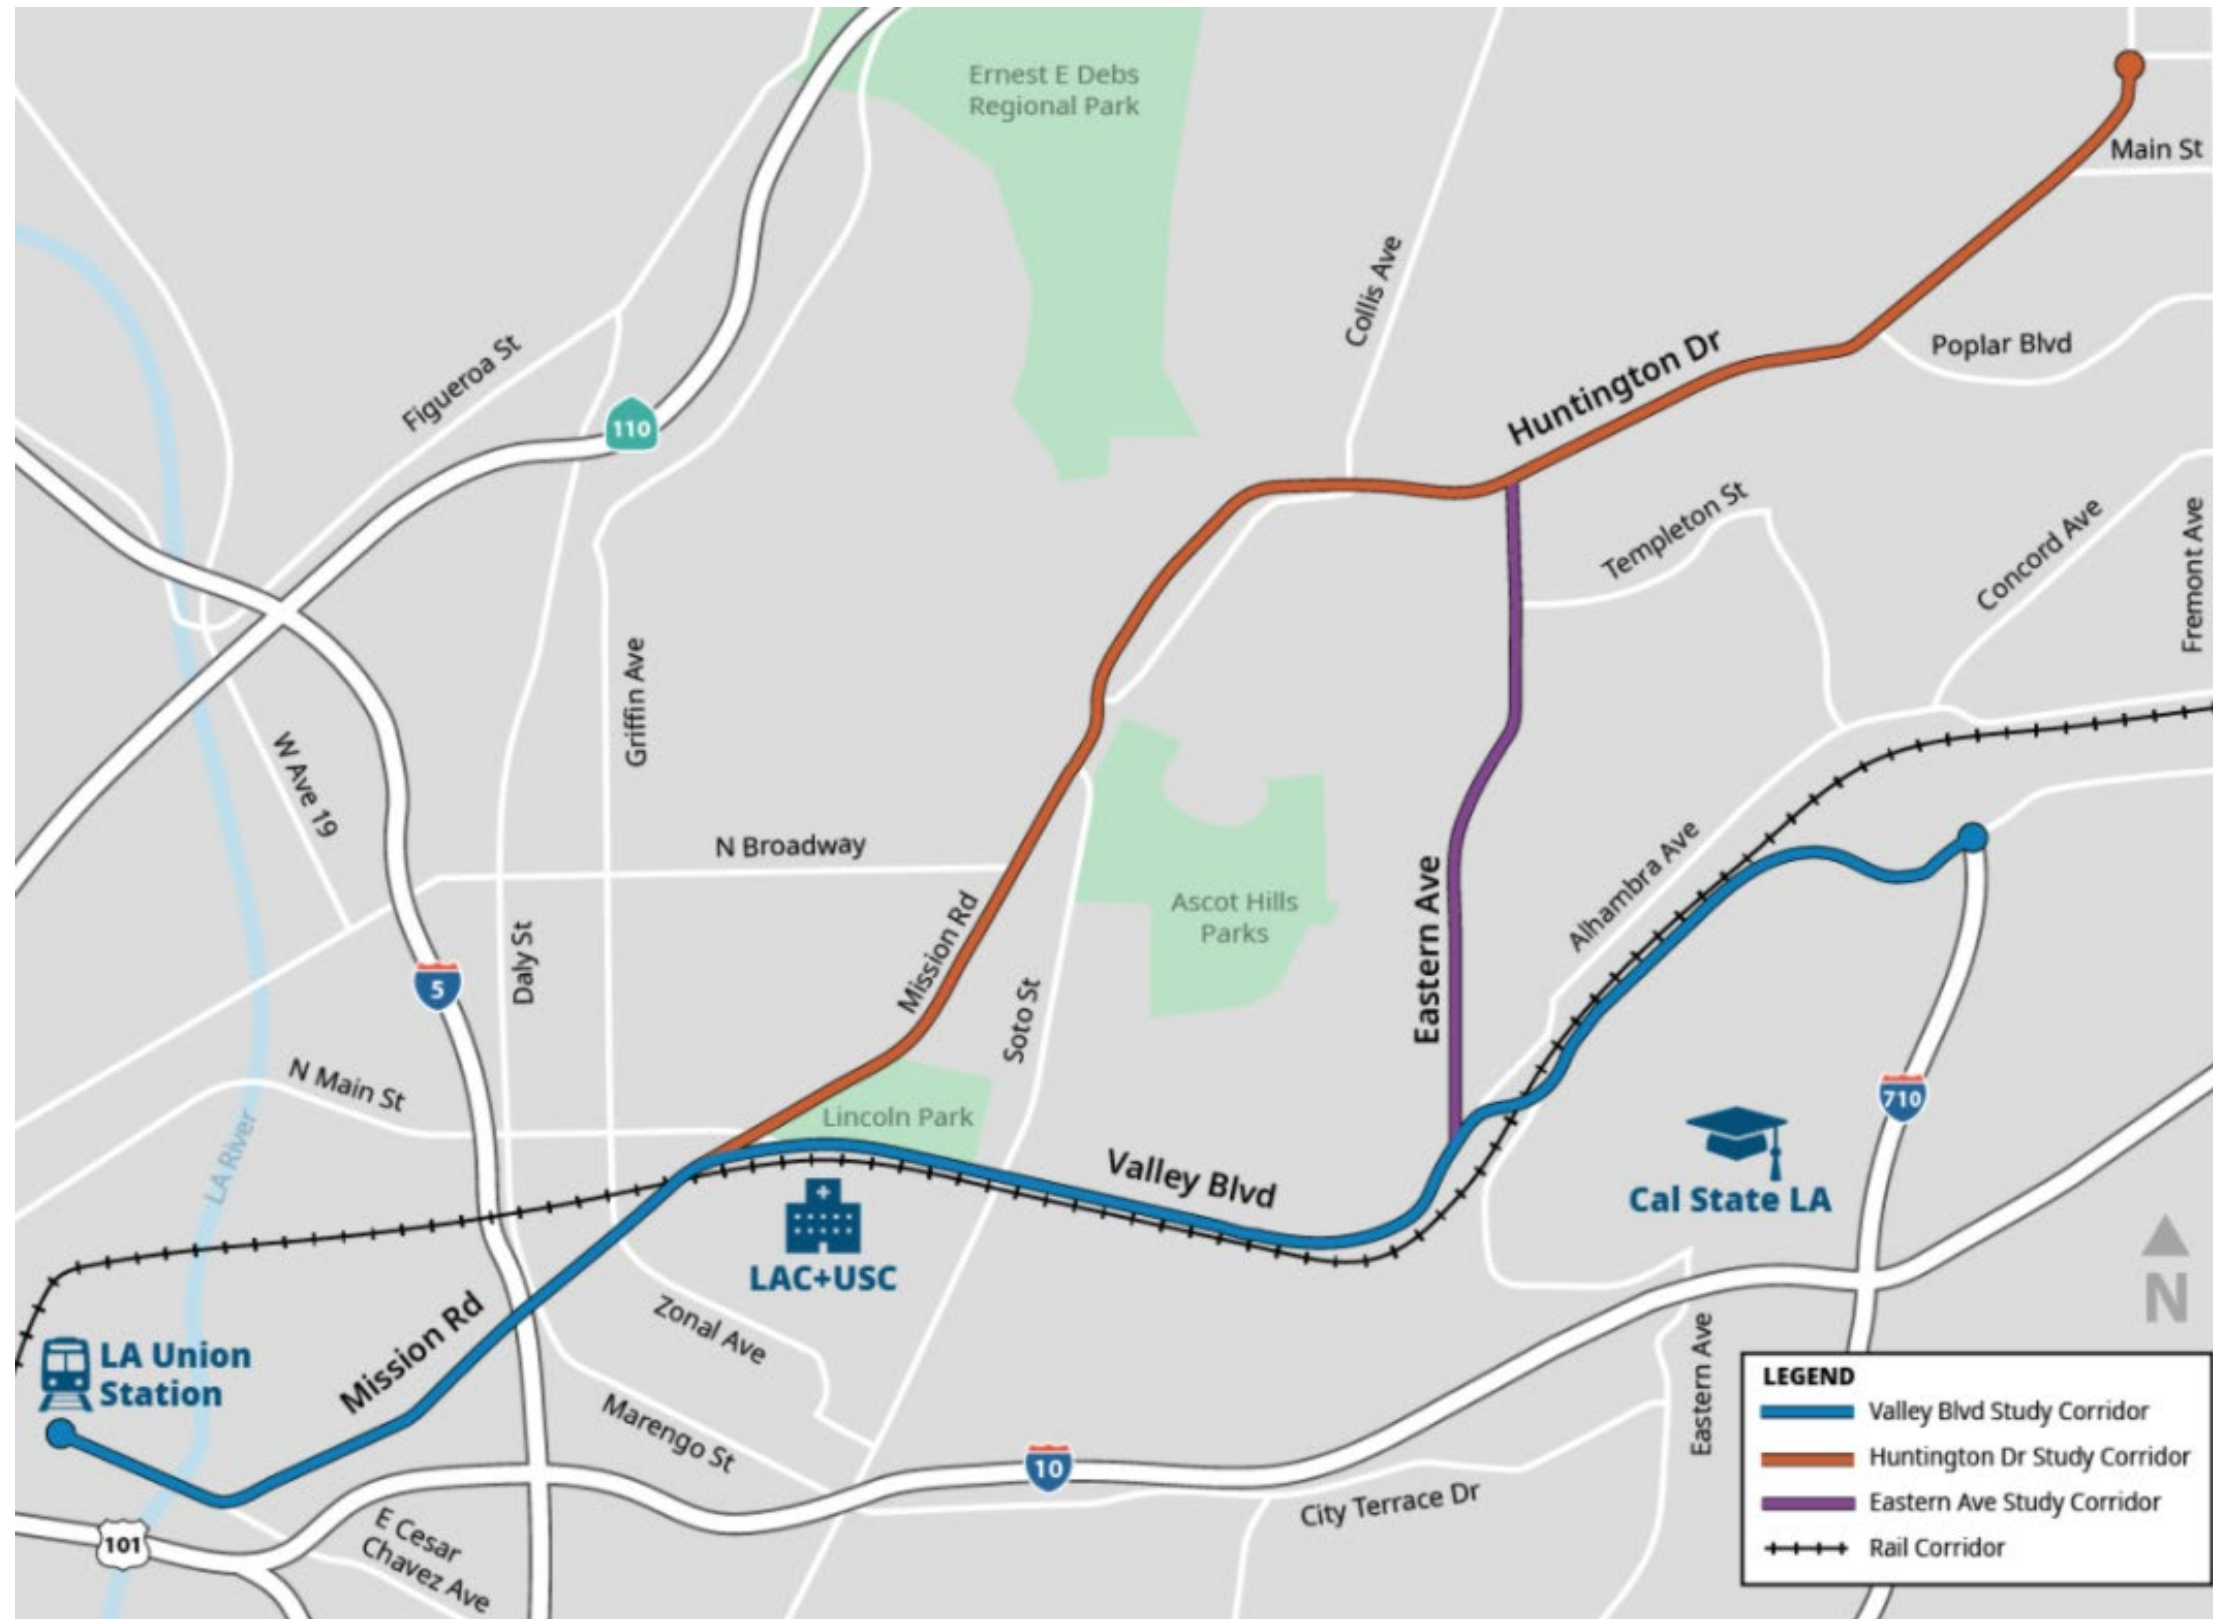 Ernest E Debs
Regional Park
Main St
Collis Ave
Huntington Dr
Poplar Blvd
Figueroa St
110
Templeton St
Concord Ave
Fremont Ave
Griffin Ave
W Ave 19
N Broadway
Alhambra Ave
Mission Rd
Ascot Hills
Parks
Eastern Ave
Daly St
5
Soto St
N Main St
Lincoln Park
710
LA River
Valley Blvd
Cal State LA
LAC+USC
N
Mission Rd
Zonal Ave
LA Union
Station
Eastern Ave
Marengo St
10
City Terrace Dr
101
E Cesar
Chavez Ave
LEGEND
Valley Blvd Study Corridor
Huntington Dr Study Corridor
Eastern Ave Study Corridor
Rail Corridor